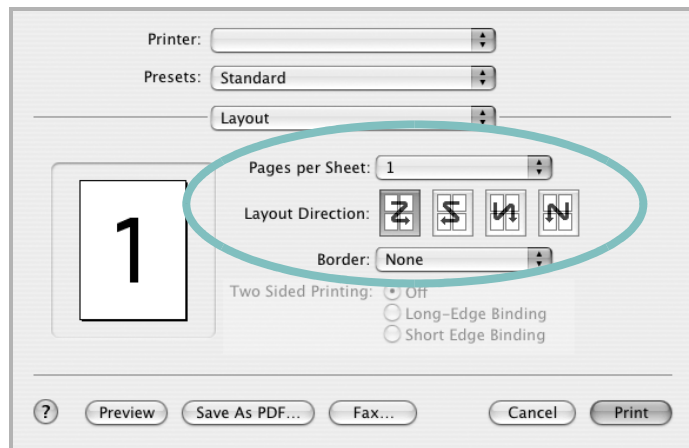 Printer:
Presets: Standard
Layout
Pages per Sheet: 1
1
Layout Direction:
Border: None
Two Sided Printing: Off
Long-Edge Binding
Short Edge Binding
? Preview Save As PDF... Fax... Cancel Print